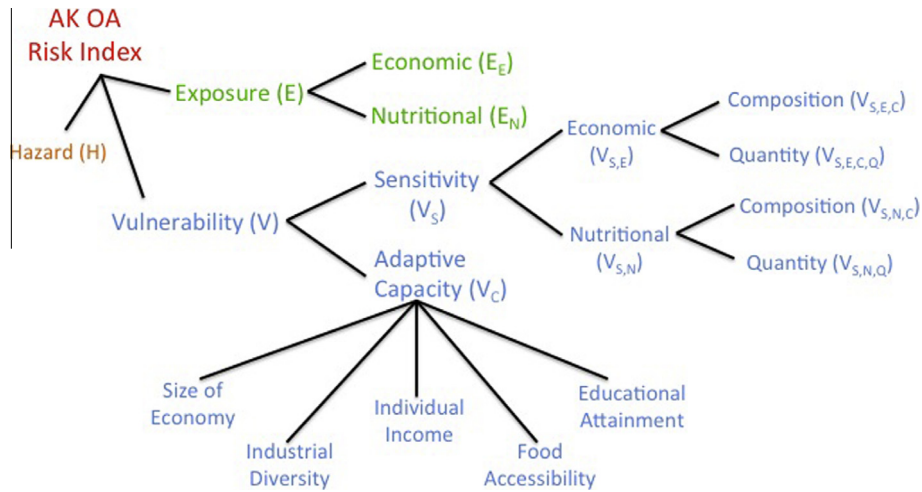 AK OA
Risk Index
Hazard (H)
Exposure (E)
Economic (E_E)
Nutritional (E_N)
Vulnerability (V)
Sensitivity
(V_S)
Economic
(V_S,E)
Composition (V_S,E,C)
Quantity (V_S,E,C,Q)
Nutritional
(V_S,N)
Composition (V_S,N,C)
Quantity (V_S,N,Q)
Adaptive
Capacity (V_C)
Size of
Economy
Industrial
Diversity
Individual
Income
Food
Accessibility
Educational
Attainment